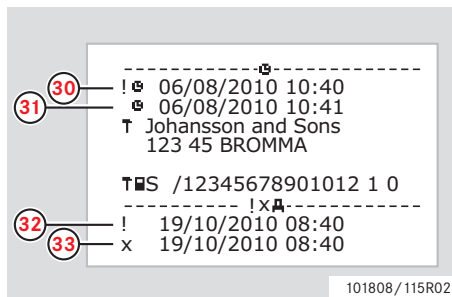 ------------------------
30 ! 06/08/2010 10:40
31 06/08/2010 10:41
T Johansson and Sons
123 45 BROMMA
T S /12345678901012 1 0
---------- !x------------
32 ! 19/10/2010 08:40
33 x 19/10/2010 08:40
101808/115R02